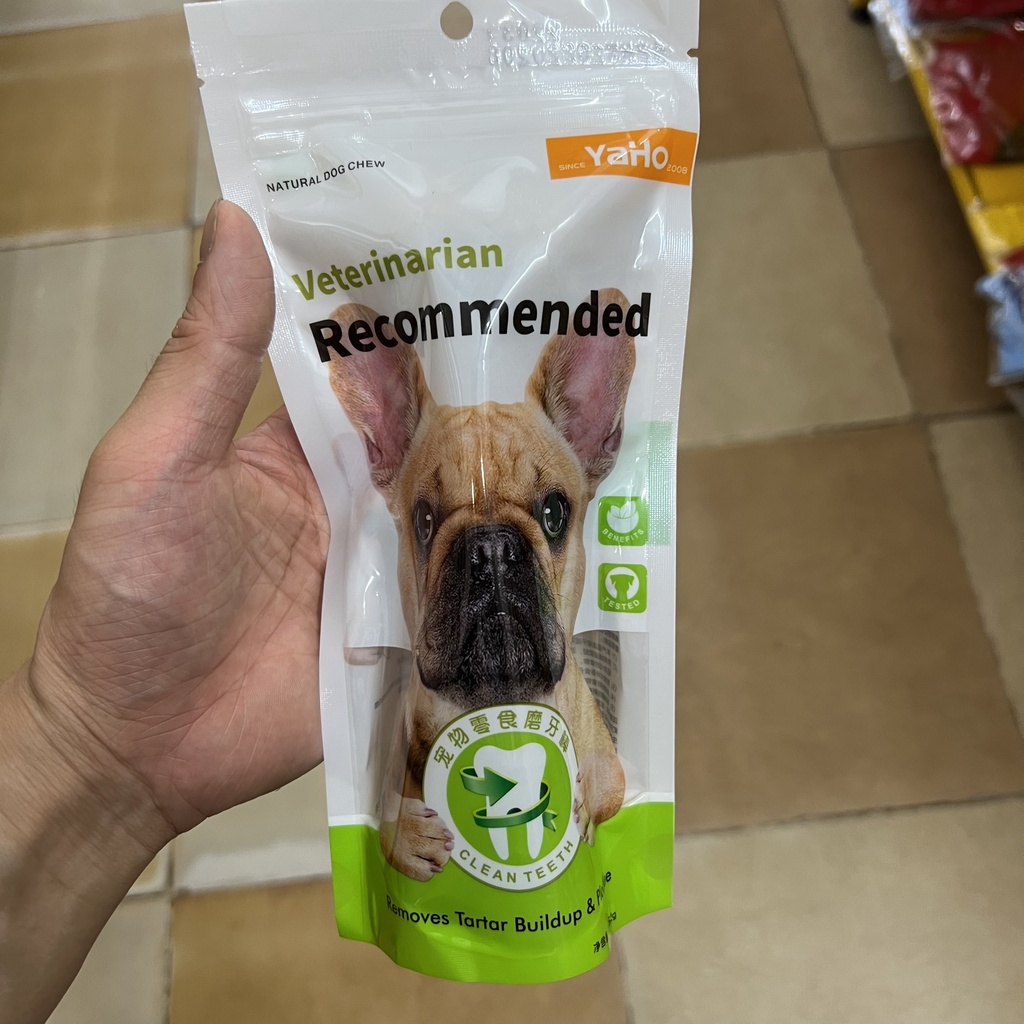 NATURAL DOG CHEW
SINCE YaHo 2008
Veterinarian
Recommended
BENEFITS
TESTED
宠物零食磨牙棒
CLEAN TEETH
Removes Tartar Buildup &